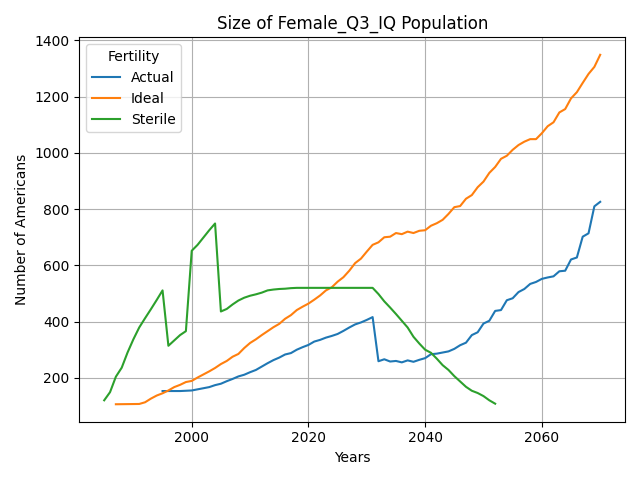 Size of Female_Q3_IQ Population
Number of Americans
1400
1200
1000
800
600
400
200
Fertility
Actual
Ideal
Sterile
2000 2020 2040 2060
Years